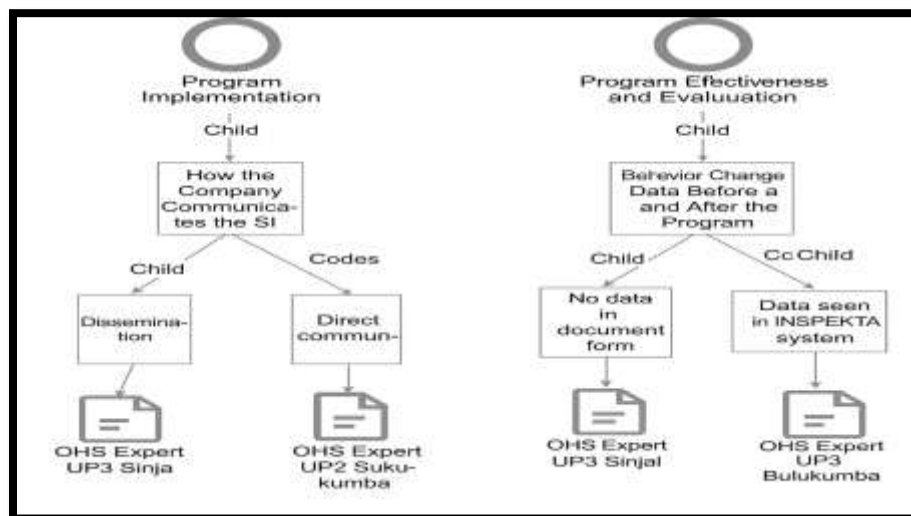 Program
Implementation
Child
How the
Company
Communica-
tes the SI
Child
Codes
Dissemina-
tion
Direct
commun-
OHS Expert
UP3 Sinja
OHS Expert
UP2 Suku-
kumba
Program Efectiveness
and Evaluuation
Child
Behevior Change
Data Before a
and After the
Program
Child
Cc Child
No data
in
document
form
Data seen
in INSPEKTA
system
OHS Expert
UP3 Sinjal
OHS Expert
UP3
Bulukumba